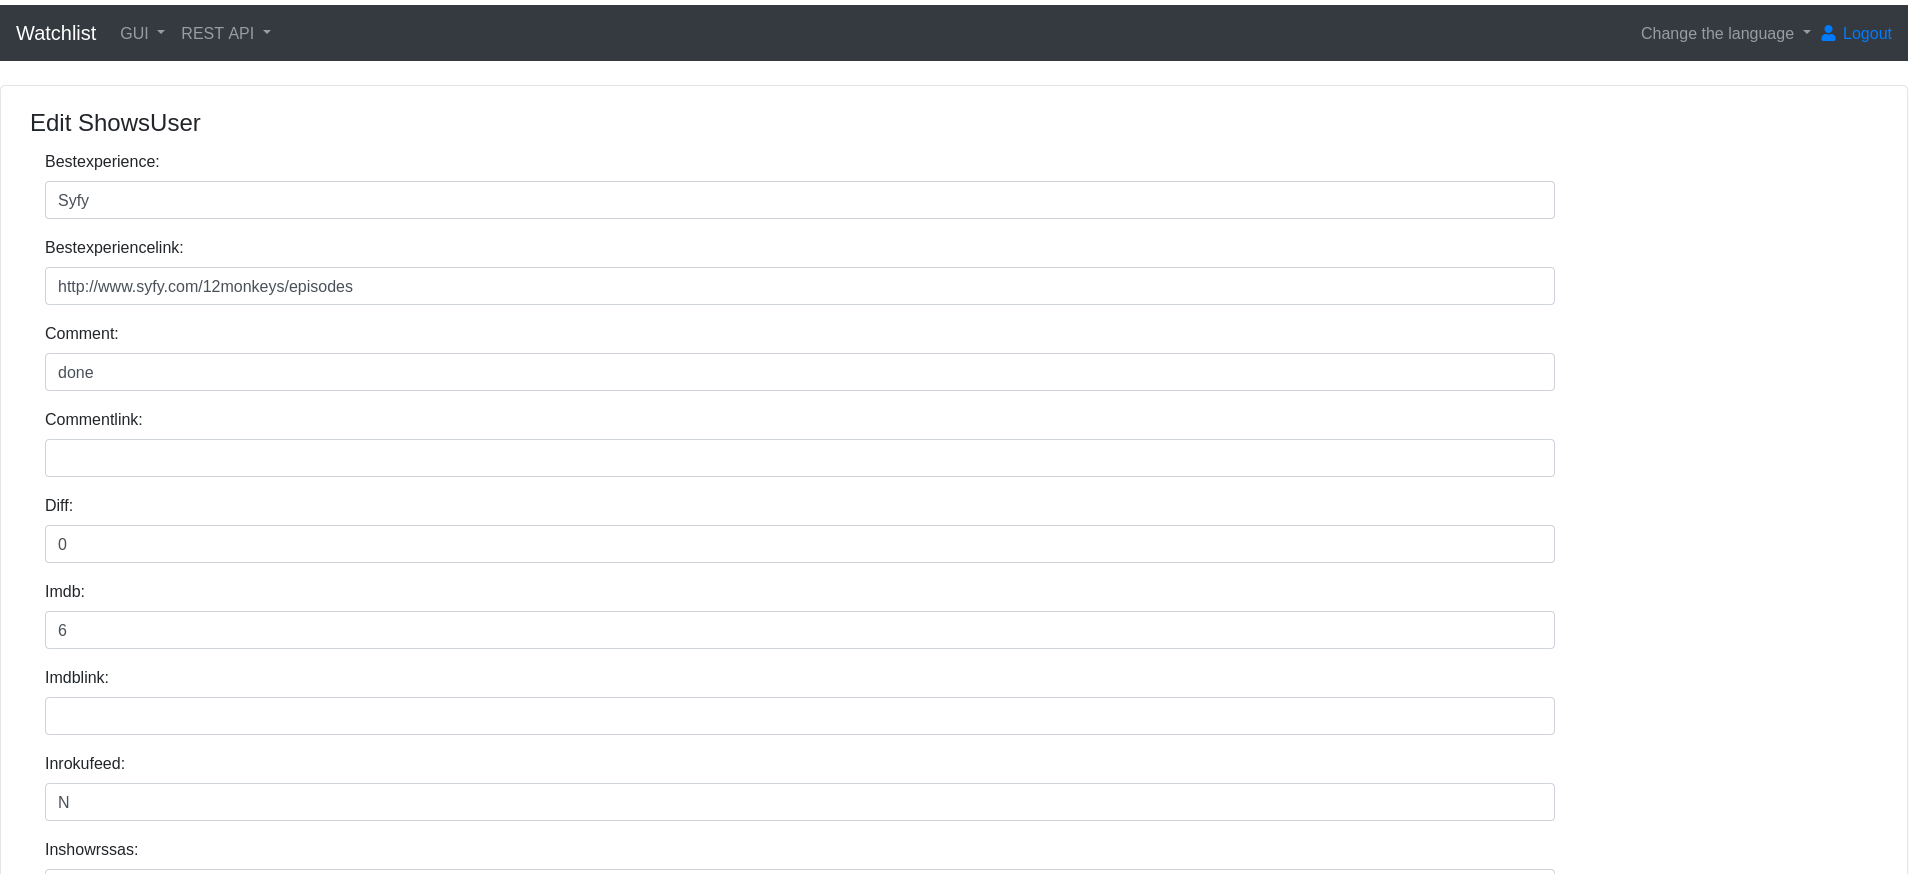 Watchlist GUI REST API Change the language Logout
Edit ShowsUser
Bestexperience:
Syfy
Bestexperiencelink:
http://www.syfy.com/12monkeys/episodes
Comment:
done
Commentlink:
Diff:
0
Imdb:
6
Imdblink:
Inrokufeed:
N
Inshowrssas: